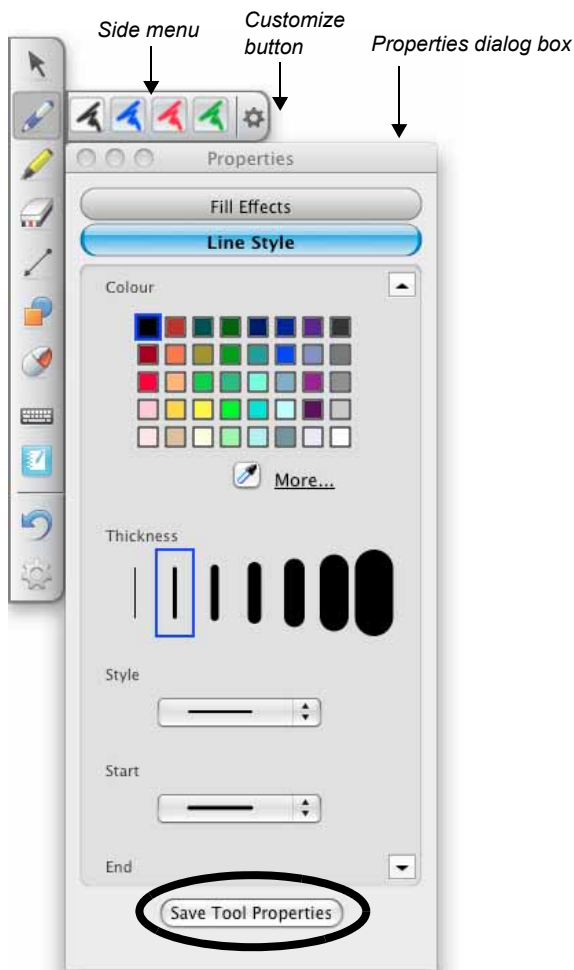 Side menu
Customize
button
Properties dialog box
Properties
Fill Effects
Line Style
Colour
More...
Thickness
Style
Start
End
Save Tool Properties